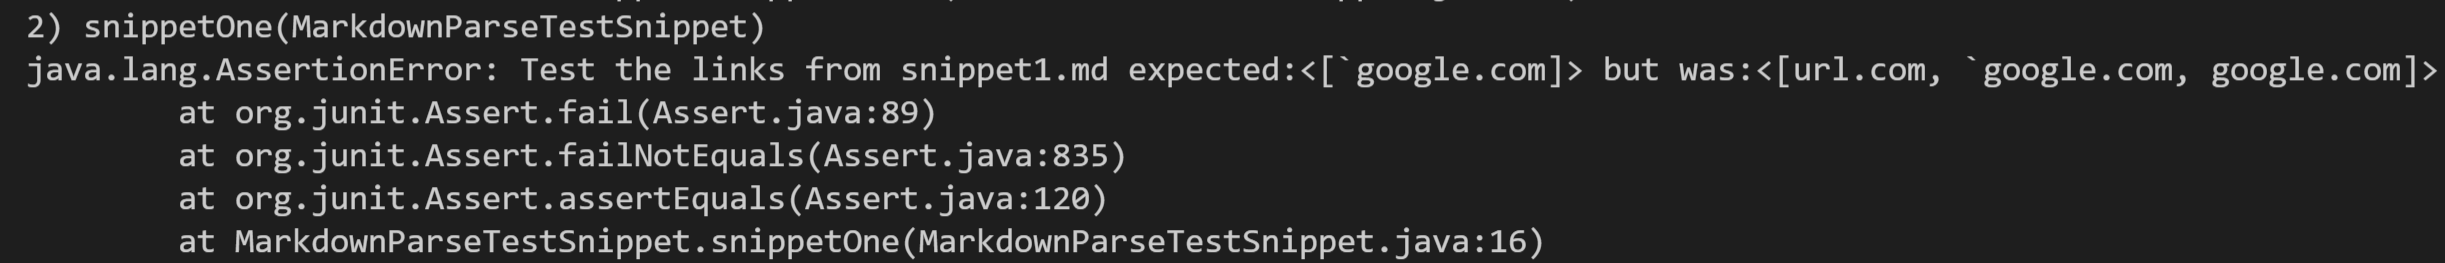 2) snippetOne(MarkdownParseTestSnippet)
java.lang.AssertionError: Test the links from snippet1.md expected:<[`google.com]> but was:<[url.com, `google.com, google.com]>
at org.junit.Assert.fail(Assert.java:89)
at org.junit.Assert.failNotEquals(Assert.java:835)
at org.junit.Assert.assertEquals(Assert.java:120)
at MarkdownParseTestSnippet.snippetOne(MarkdownParseTestSnippet.java:16)